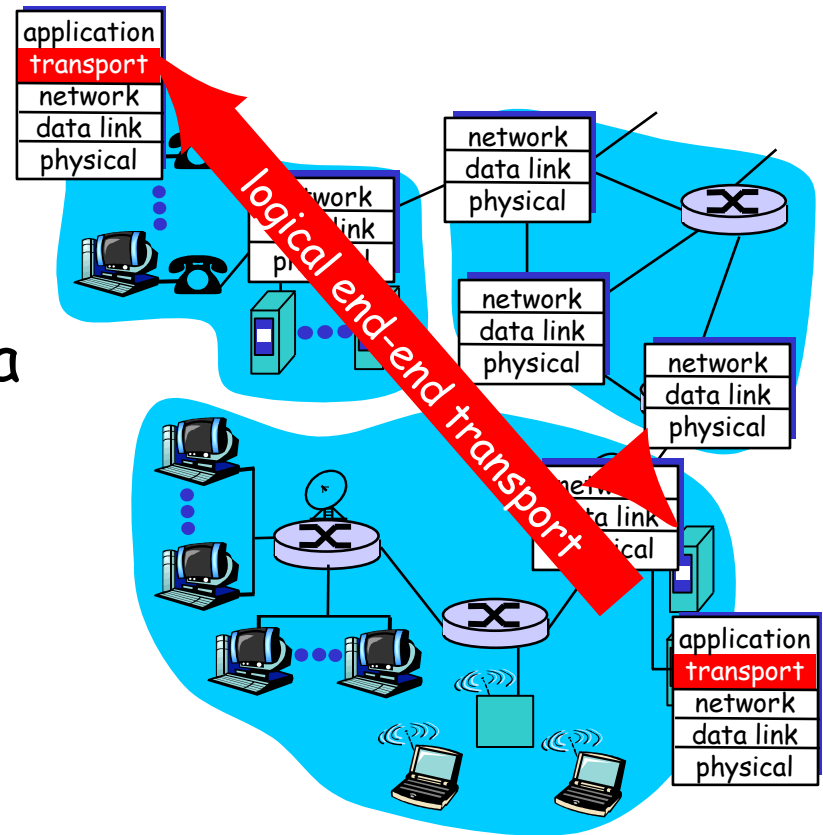 application
transport
network
data link
physical
network
data link
physical
logical end-end transport
network
data link
physical
network
data link
physical
a
application
transport
network
data link
physical